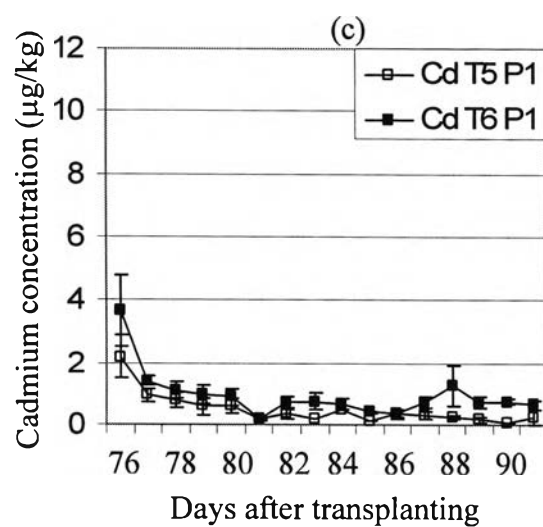 (c)
Cadmium concentration (µg/kg)
12
10
8
6
4
2
0
Cd T5 P1
Cd T6 P1
76 78 80 82 84 86 88 90
Days after transplanting